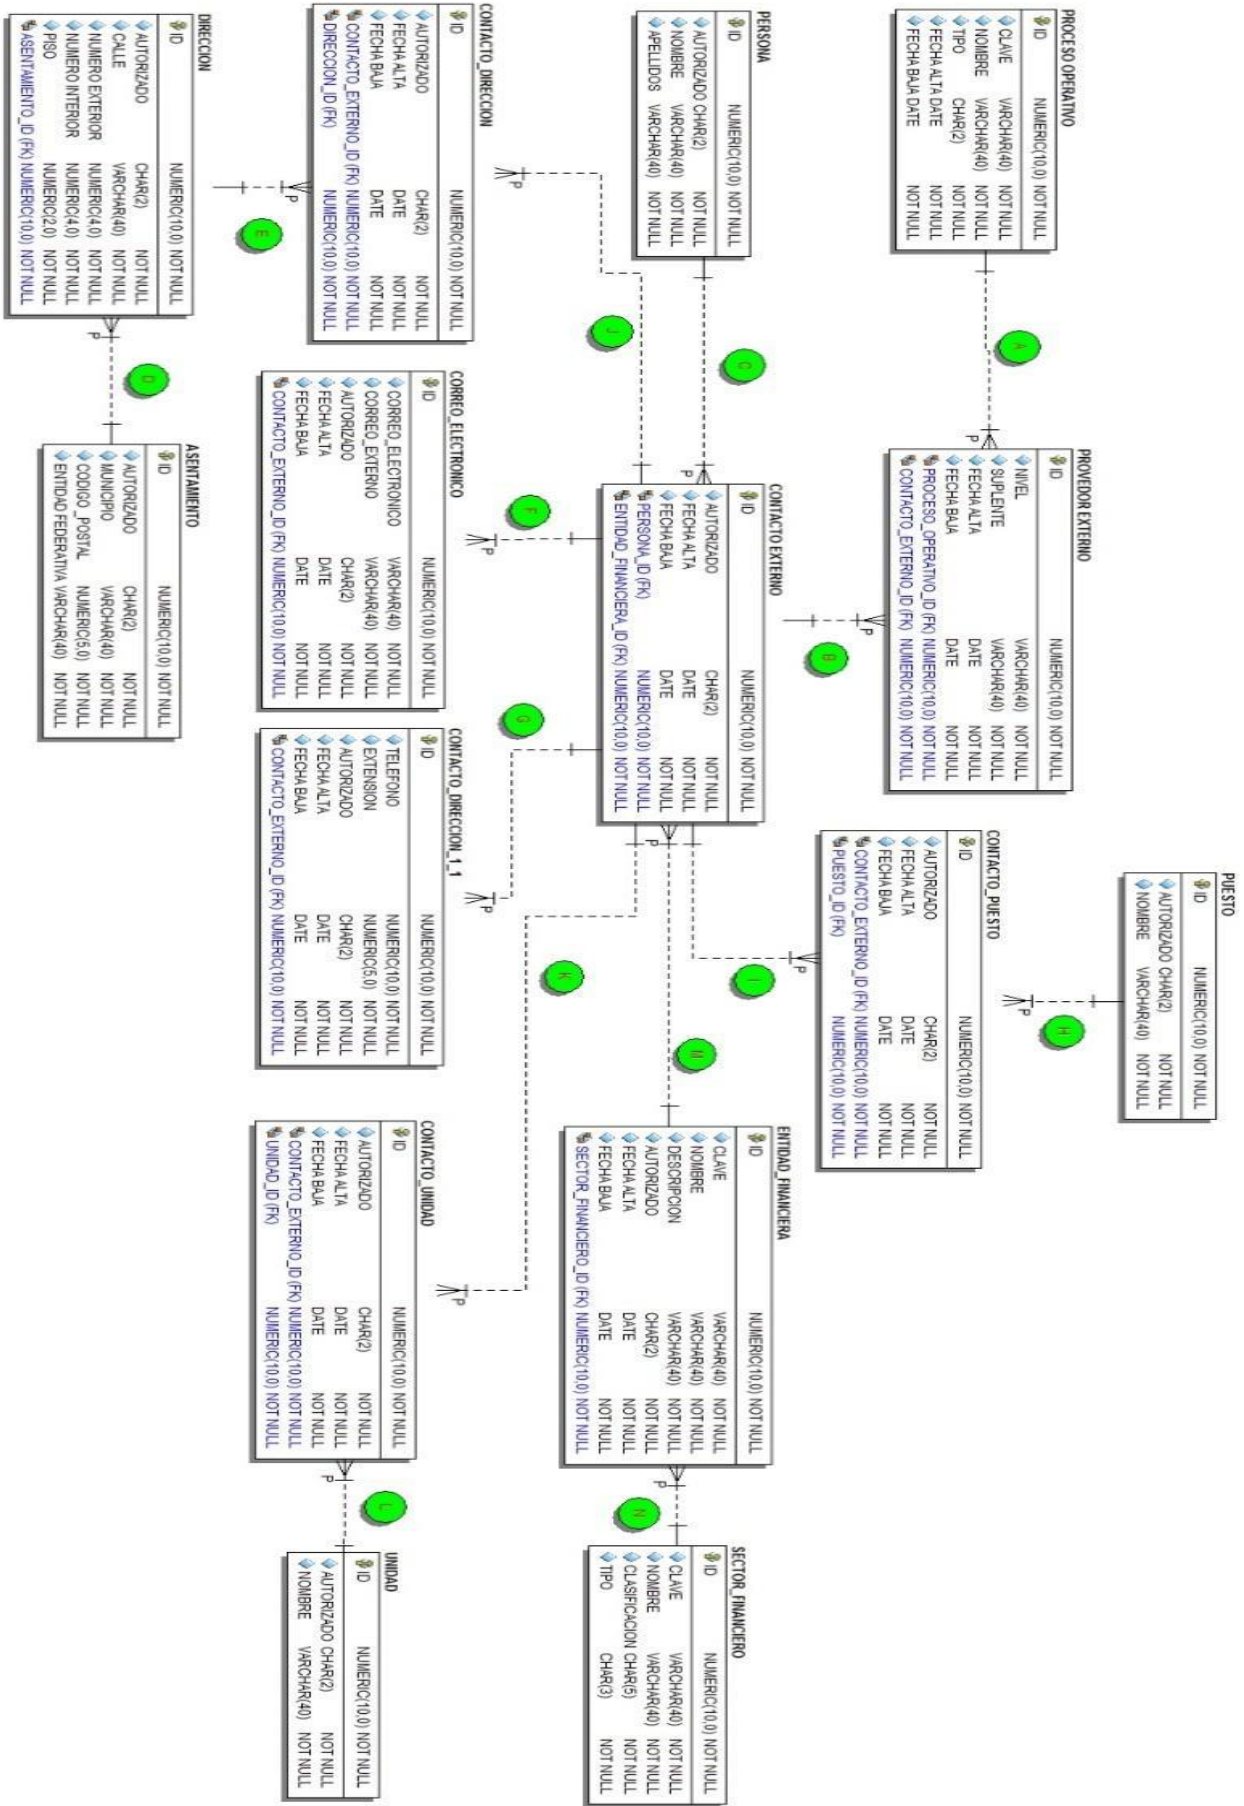 PUESTO
ID NUMERIC(10,0) NOT NULL
AUTORIZADO CHAR(2) NOT NULL
NOMBRE VARCHAR(40) NOT NULL
H
P
PROCESO OPERATIVO
ID NUMERIC(10,0) NOT NULL
CLAVE VARCHAR(40) NOT NULL
NOMBRE VARCHAR(40) NOT NULL
TIPO CHAR(2) NOT NULL
FECHA ALTA DATE NOT NULL
FECHA BAJA DATE NOT NULL
A
P
PROVEDOR EXTERNO
ID NUMERIC(10,0) NOT NULL
NIVEL VARCHAR(40) NOT NULL
SUPLENTE VARCHAR(40) NOT NULL
FECHA ALTA DATE NOT NULL
FECHA BAJA DATE NOT NULL
PROCESO_OPERATIVO_ID (FK) NUMERIC(10,0) NOT NULL
CONTACTO_EXTERNO_ID (FK) NUMERIC(10,0) NOT NULL
P
B
CONTACTO_PUESTO
ID NUMERIC(10,0) NOT NULL
AUTORIZADO CHAR(2) NOT NULL
FECHA ALTA DATE NOT NULL
FECHA BAJA DATE NOT NULL
CONTACTO_EXTERNO_ID (FK) NUMERIC(10,0) NOT NULL
PUESTO_ID (FK) NUMERIC(10,0) NOT NULL
P
I
PERSONA
ID NUMERIC(10,0) NOT NULL
AUTORIZADO CHAR(2) NOT NULL
NOMBRE VARCHAR(40) NOT NULL
APELLIDOS VARCHAR(40) NOT NULL
C
P
CONTACTO EXTERNO
ID NUMERIC(10,0) NOT NULL
AUTORIZADO CHAR(2) NOT NULL
FECHA ALTA DATE NOT NULL
FECHA BAJA DATE NOT NULL
PERSONA_ID (FK) NUMERIC(10,0) NOT NULL
ENTIDAD_FINANCIERA_ID (FK) NUMERIC(10,0) NOT NULL
P
M
ENTIDAD_FINANCIERA
ID NUMERIC(10,0) NOT NULL
CLAVE VARCHAR(40) NOT NULL
NOMBRE VARCHAR(40) NOT NULL
DESCRIPCION VARCHAR(40) NOT NULL
AUTORIZADO CHAR(2) NOT NULL
FECHA ALTA DATE NOT NULL
FECHA BAJA DATE NOT NULL
SECTOR_FINANCIERO_ID (FK) NUMERIC(10,0) NOT NULL
P
N
SECTOR_FINANCIERO
ID NUMERIC(10,0) NOT NULL
CLAVE VARCHAR(40) NOT NULL
NOMBRE VARCHAR(40) NOT NULL
CLASIFICACION CHAR(5) NOT NULL
TIPO CHAR(3) NOT NULL
J
P
F
P
G
P
K
P
CONTACTO_DIRECCION
ID NUMERIC(10,0) NOT NULL
AUTORIZADO CHAR(2) NOT NULL
FECHA ALTA DATE NOT NULL
FECHA BAJA DATE NOT NULL
CONTACTO_EXTERNO_ID (FK) NUMERIC(10,0) NOT NULL
DIRECCION_ID (FK) NUMERIC(10,0) NOT NULL
P
E
CORREO_ELECTRONICO
ID NUMERIC(10,0) NOT NULL
CORREO_ELECTRONICO VARCHAR(40) NOT NULL
CORREO_EXTERNO VARCHAR(40) NOT NULL
AUTORIZADO CHAR(2) NOT NULL
FECHA ALTA DATE NOT NULL
FECHA BAJA DATE NOT NULL
CONTACTO_EXTERNO_ID (FK) NUMERIC(10,0) NOT NULL
CONTACTO_DIRECCION_1_1
ID NUMERIC(10,0) NOT NULL
TELEFONO NUMERIC(10,0) NOT NULL
EXTENSION NUMERIC(5,0) NOT NULL
AUTORIZADO CHAR(2) NOT NULL
FECHA ALTA DATE NOT NULL
FECHA BAJA DATE NOT NULL
CONTACTO_EXTERNO_ID (FK) NUMERIC(10,0) NOT NULL
CONTACTO_UNIDAD
ID NUMERIC(10,0) NOT NULL
AUTORIZADO CHAR(2) NOT NULL
FECHA ALTA DATE NOT NULL
FECHA BAJA DATE NOT NULL
CONTACTO_EXTERNO_ID (FK) NUMERIC(10,0) NOT NULL
UNIDAD_ID (FK) NUMERIC(10,0) NOT NULL
P
L
UNIDAD
ID NUMERIC(10,0) NOT NULL
AUTORIZADO CHAR(2) NOT NULL
NOMBRE VARCHAR(40) NOT NULL
DIRECCION
ID NUMERIC(10,0) NOT NULL
AUTORIZADO CHAR(2) NOT NULL
CALLE VARCHAR(40) NOT NULL
NUMERO EXTERIOR NUMERIC(4,0) NOT NULL
NUMERO INTERIOR NUMERIC(4,0) NOT NULL
PISO NUMERIC(2,0) NOT NULL
ASENTAMIENTO_ID (FK) NUMERIC(10,0) NOT NULL
P
D
ASENTAMIENTO
ID NUMERIC(10,0) NOT NULL
AUTORIZADO CHAR(2) NOT NULL
MUNICIPIO VARCHAR(40) NOT NULL
CODIGO_POSTAL NUMERIC(5,0) NOT NULL
ENTIDAD FEDERATIVA VARCHAR(40) NOT NULL